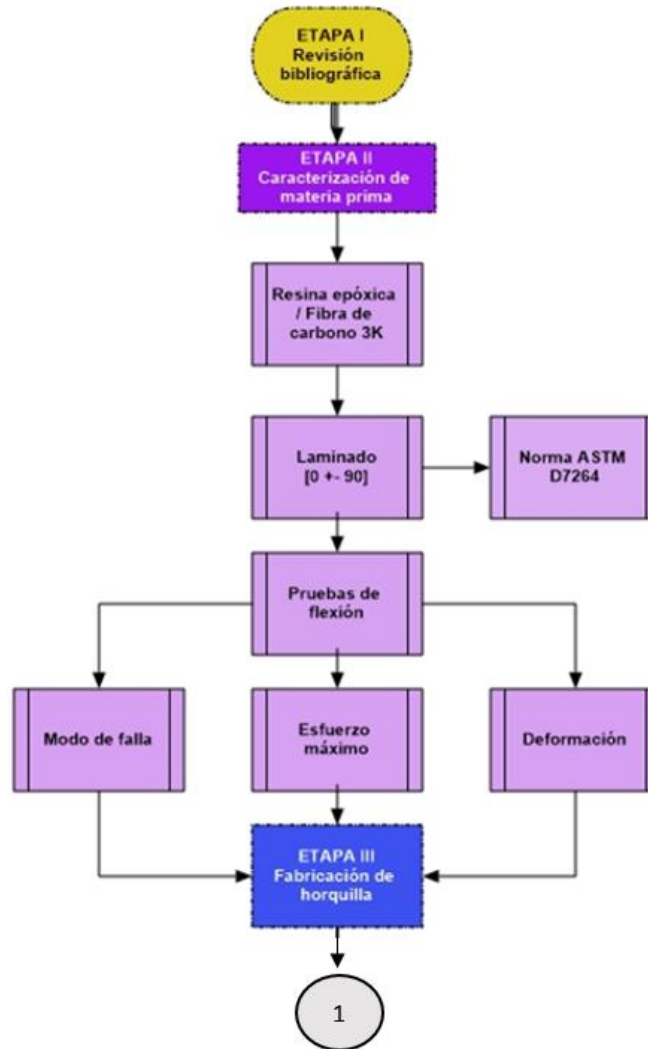 ETAPA I
Revisión
bibliográfica
ETAPA II
Caracterización de
materia prima
Resina epóxica
/ Fibra de
carbono 3K
Laminado
[0 +- 90]
Norma ASTM
D7264
Pruebas de
flexión
Modo de falla
Esfuerzo
máximo
Deformación
ETAPA III
Fabricación de
horquilla
1